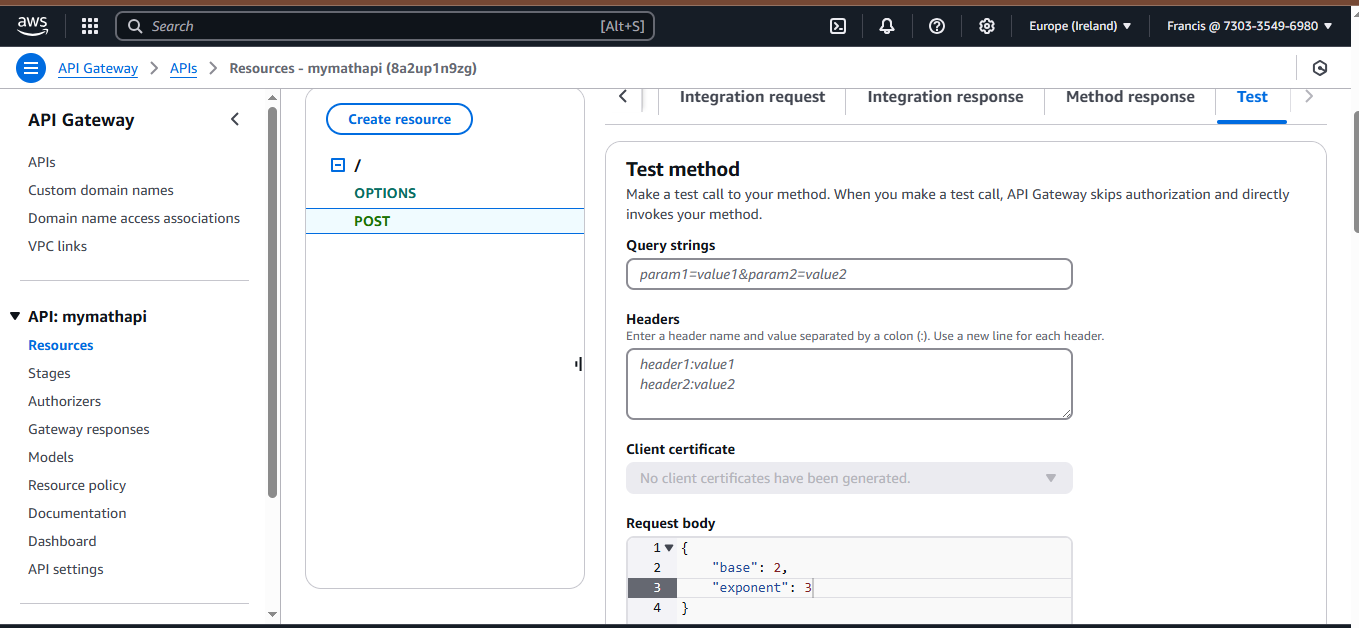 aws
Search
[Alt+S]
Europe (Ireland) ▼
Francis @ 7303-3549-6980 ▼
API Gateway > APIs > Resources - mymathapi (8a2up1n9zg)
API Gateway
APIs
Custom domain names
Domain name access associations
VPC links
▼ API: mymathapi
Resources
Stages
Authorizers
Gateway responses
Models
Resource policy
Documentation
Dashboard
API settings
Create resource
/
OPTIONS
POST
Integration request
Integration response
Method response
Test
Test method
Make a test call to your method. When you make a test call, API Gateway skips authorization and directly
invokes your method.
Query strings
param1=value1&param2=value2
Headers
Enter a header name and value separated by a colon (:). Use a new line for each header.
header1:value1
header2:value2
Client certificate
No client certificates have been generated.
Request body
1 ▼ {
2 "base": 2,
3 "exponent": 3
4 }